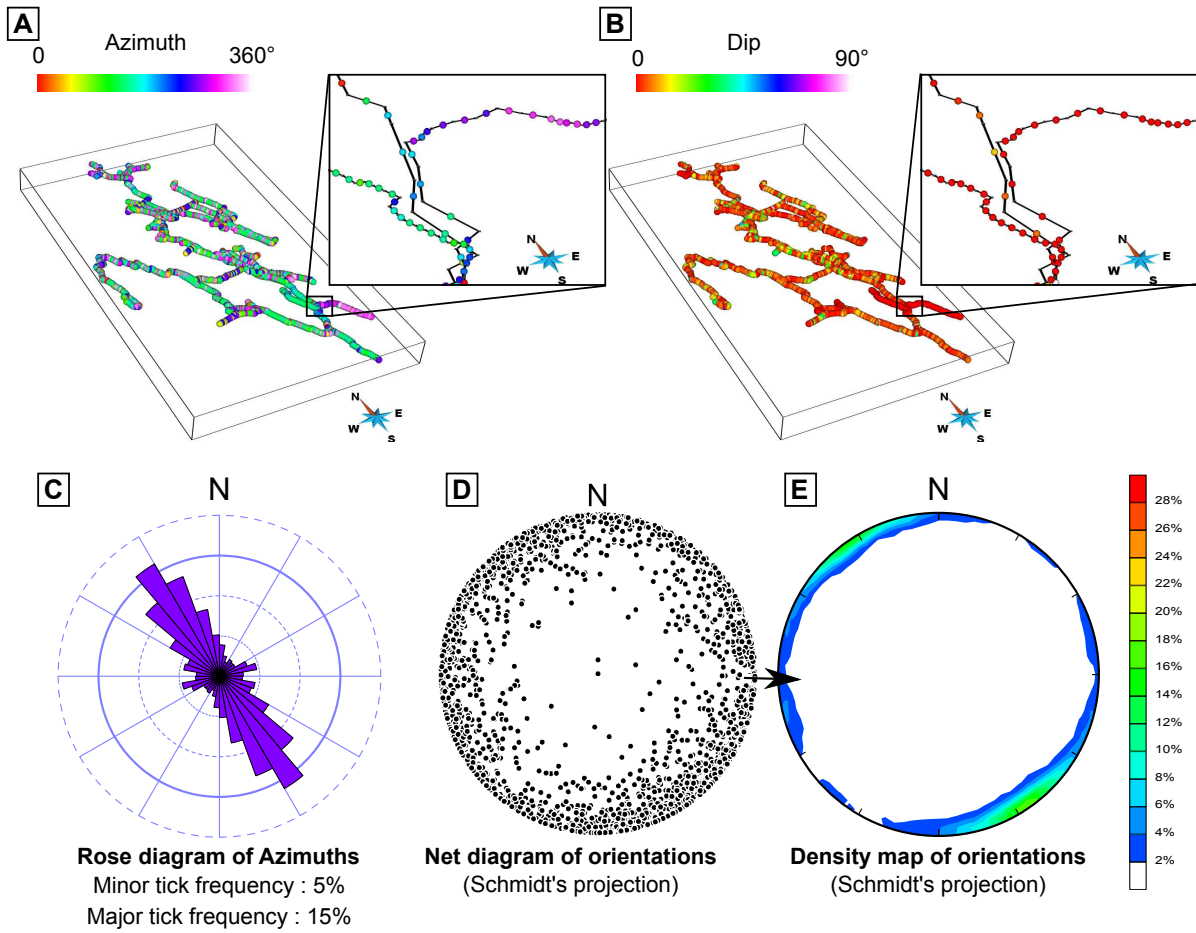 A
Azimuth
0
360°
N
E
W
S
N
E
W
S
B
Dip
0
90°
N
E
W
S
N
E
W
S
C
N
Rose diagram of Azimuths
Minor tick frequency : 5%
Major tick frequency : 15%
D
N
Net diagram of orientations
(Schmidt's projection)
E
N
Density map of orientations
(Schmidt's projection)
28%
26%
24%
22%
20%
18%
16%
14%
12%
10%
8%
6%
4%
2%